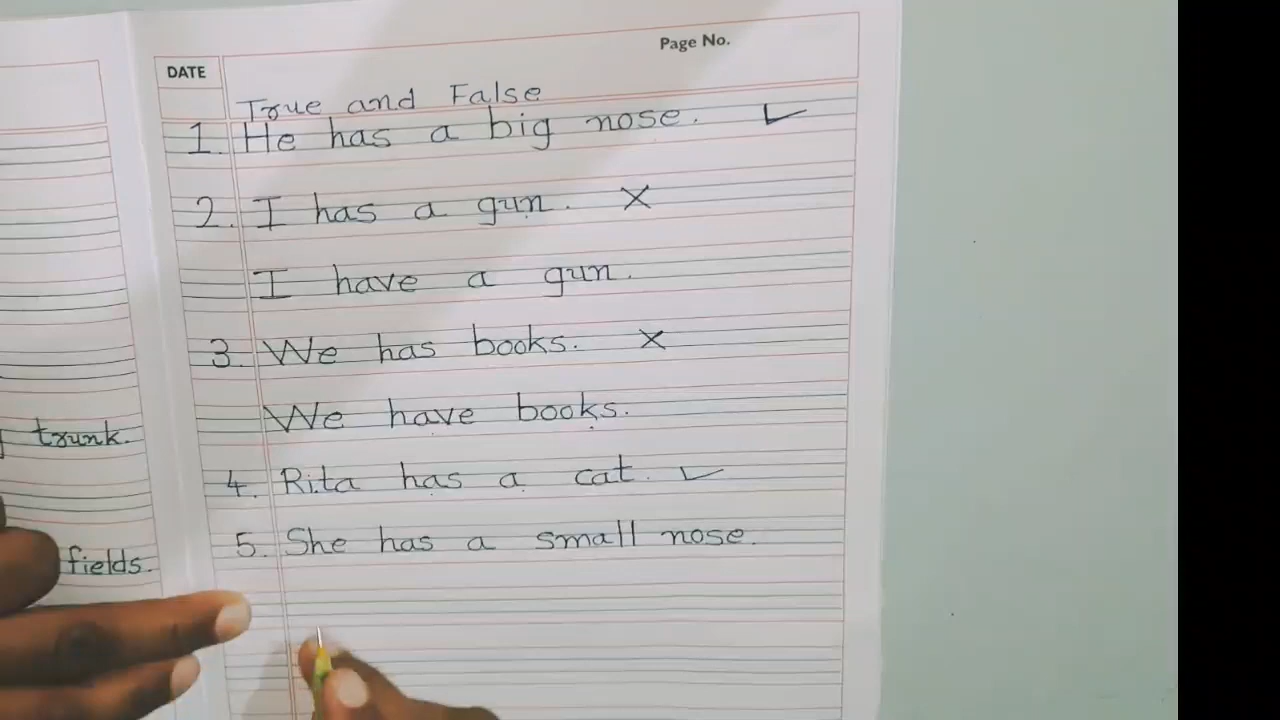 Page No.
DATE
True and False
1. He has a big nose. ✓
2. I has a gun. ✗
I have a gun.
3. We has books. ✗
We have books.
4. Rita has a cat. ✓
5. She has a small nose.
trunk.
fields.